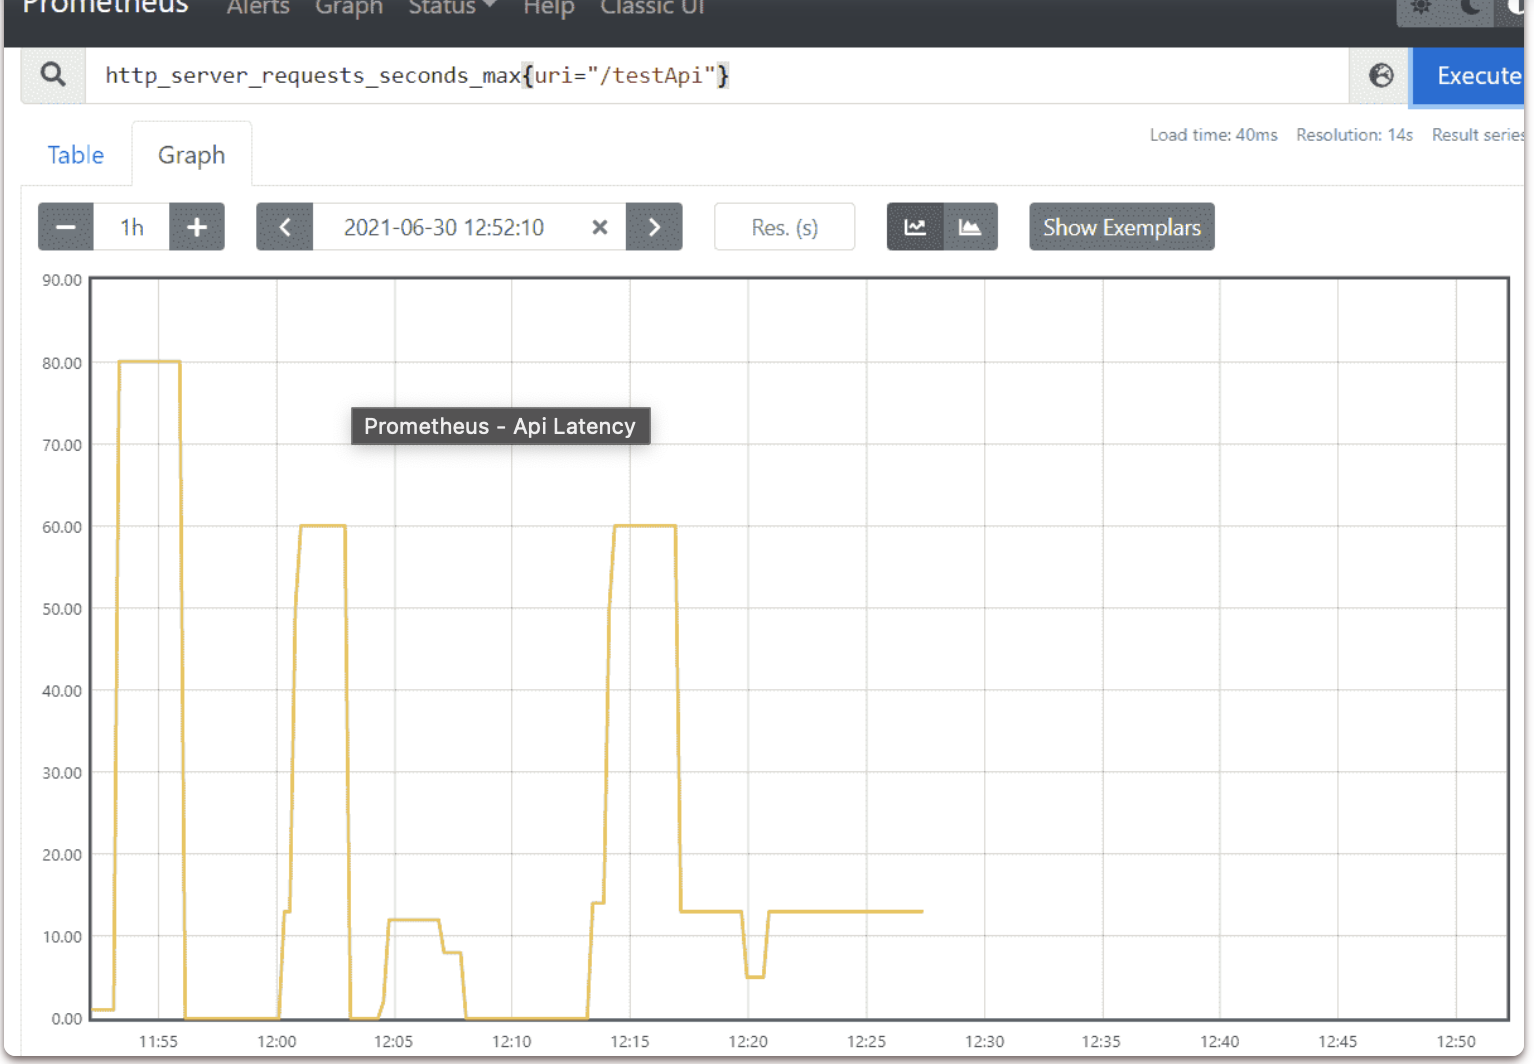 Prometheus Alerts Graph Status Help Classic UI
http_server_requests_seconds_max{uri="/testApi"}
Execute
Load time: 40ms Resolution: 14s Result series
Table Graph
1h
2021-06-30 12:52:10
Res. (s)
Show Exemplars
90.00
80.00
Prometheus - Api Latency
70.00
60.00
50.00
40.00
30.00
20.00
10.00
0.00
11:55 12:00 12:05 12:10 12:15 12:20 12:25 12:30 12:35 12:40 12:45 12:50